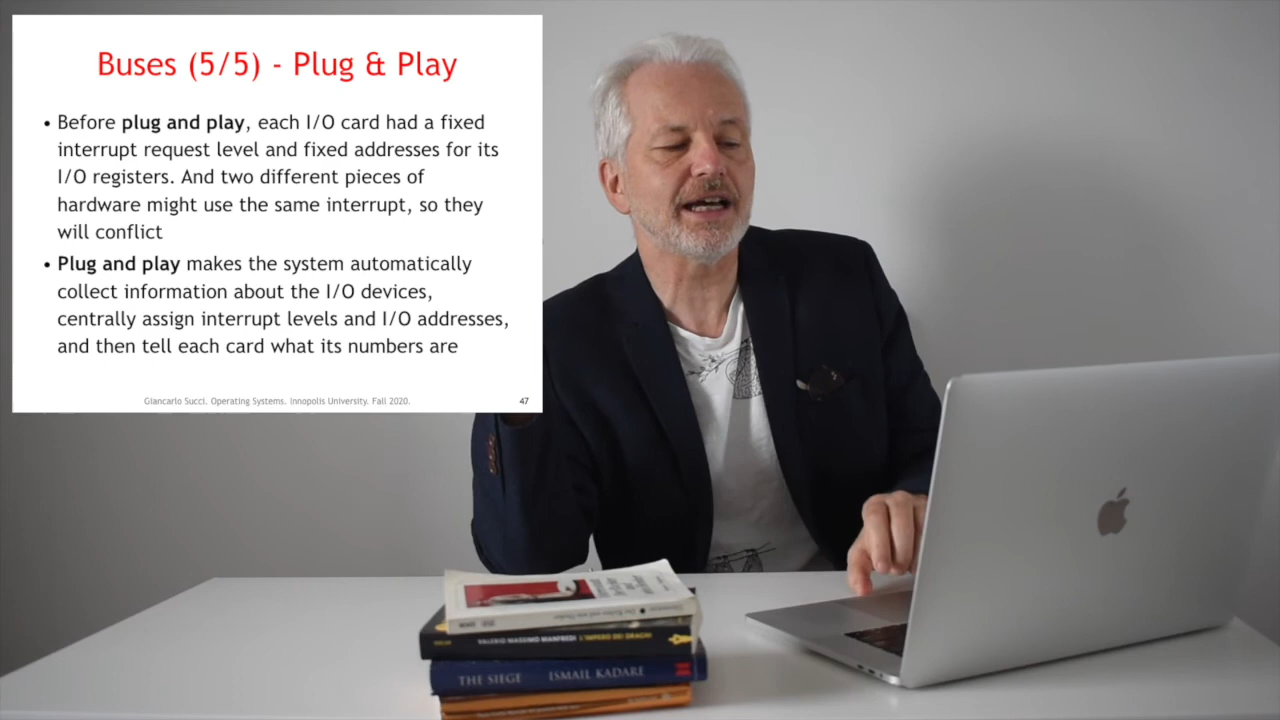 Buses (5/5) - Plug & Play
• Before plug and play, each I/O card had a fixed
interrupt request level and fixed addresses for its
I/O registers. And two different pieces of
hardware might use the same interrupt, so they
will conflict
• Plug and play makes the system automatically
collect information about the I/O devices,
centrally assign interrupt levels and I/O addresses,
and then tell each card what its numbers are
Giancarlo Succi. Operating Systems. Innopolis University. Fall 2020.
47
VALERIO MASSIMO MANFREDI L'IMPERO DEI DRAGHI
THE SIEGE ISMAIL KADARE